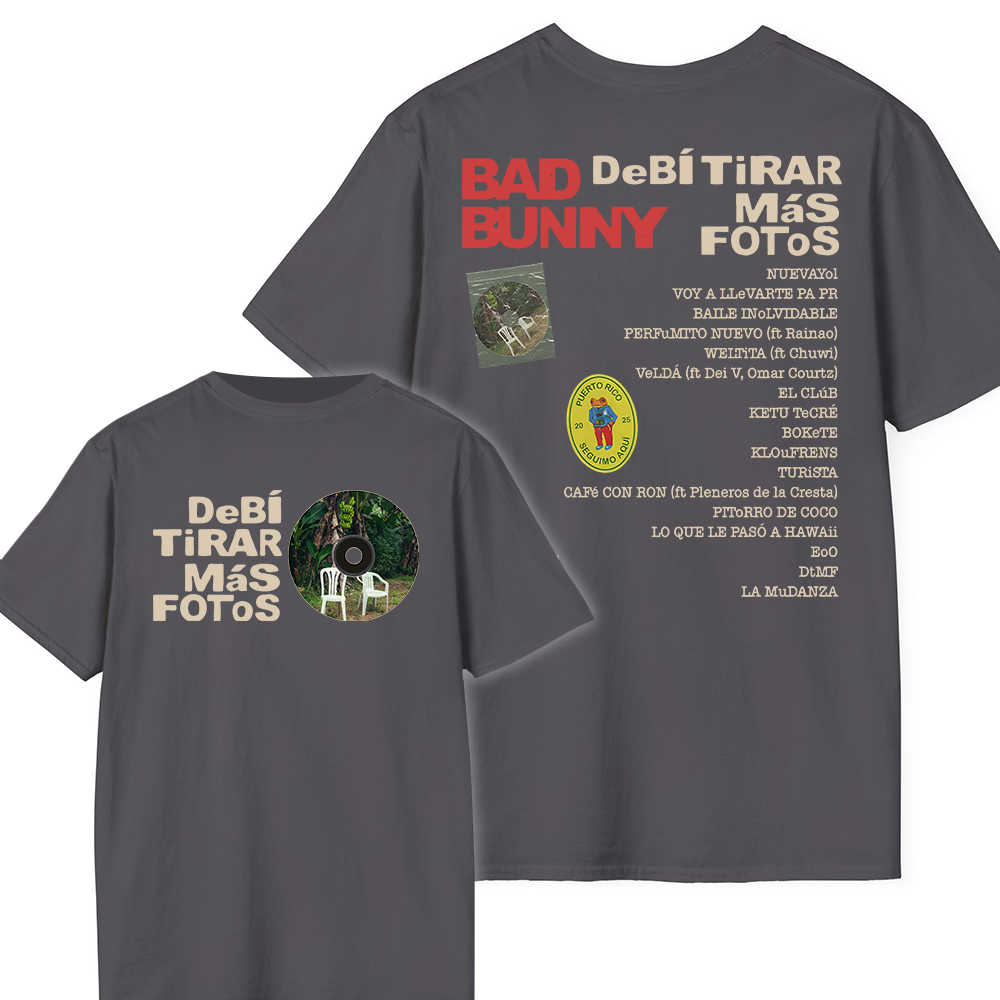 BAD
BUNNY
DeBÍ TiRAR
MáS
FOToS
NUEVAYol
VOY A LLeVARTE PA PR
BAILE INoLVIDABLE
PERFuMITO NUEVO (ft Rainao)
WELTiTA (ft Chuwi)
VeLDÁ (ft Dei V, Omar Courtz)
EL CLúB
KETU TeCRÉ
BOKeTE
KLOuFRENS
TURiSTA
CAFé CON RON (ft Pleneros de la Cresta)
PIToRRO DE COCO
LO QUE LE PASÓ A HAWAii
EoO
DtMF
LA MuDANZA
PUERTO RICO
20 25
SEGUIMO AQUÍ
DeBÍ
TiRAR
MáS
FOToS